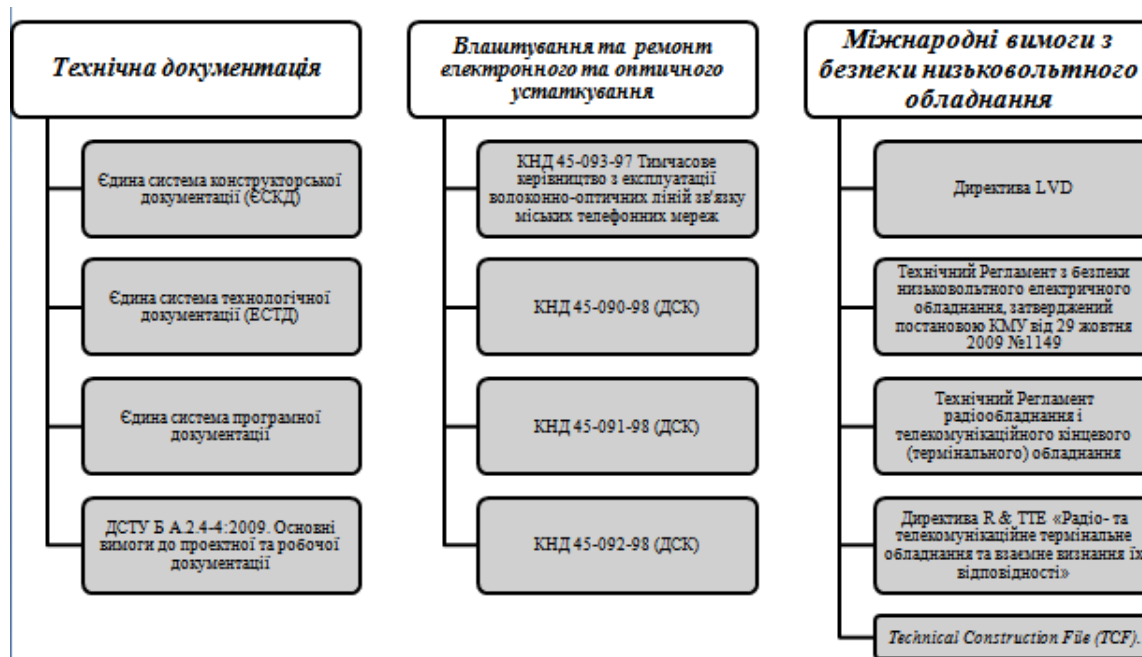 Технічна документація
Єдина система конструкторської
документації (ЄСКД)
Єдина система технологічної
документації (ЕСТД)
Єдина система програмної
документації
ДСТУ Б А.2.4-4:2009. Основні
вимоги до проектної та робочої
документації
Влаштування та ремонт
електронного та оптичного
устаткування
КНД 45-093-97 Тимчасове
керівництво з експлуатації
волоконно-оптичних ліній зв'язку
міських телефонних мереж
КНД 45-090-98 (ДСК)
КНД 45-091-98 (ДСК)
КНД 45-092-98 (ДСК)
Міжнародні вимоги з
безпеки низьковольтного
обладнання
Директива LVD
Технічний Регламент з безпеки
низьковольтного електричного
обладнання, затверджений
постановою КМУ від 29 жовтня
2009 №1149
Технічний Регламент
радіообладнання і
телекомунікаційного кінцевого
(термінального) обладнання
Директива R & TTE «Радіо- та
телекомунікаційне термінальне
обладнання та взаємне визнання їх
відповідності»
Technical Construction File (TCF).